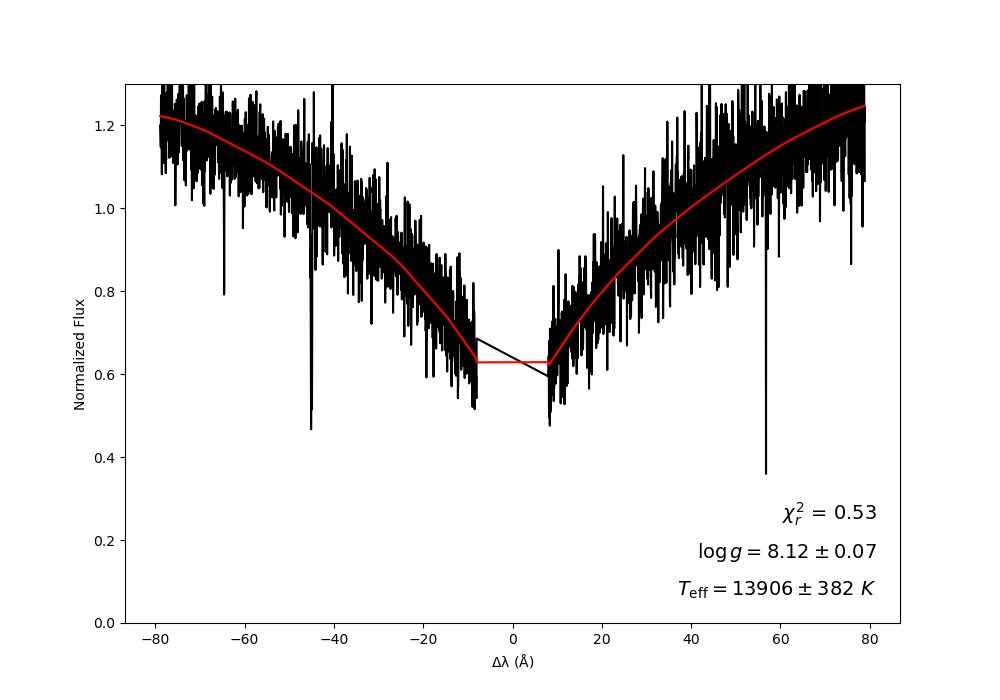 1.2
1.0
0.8
0.6
0.4
0.2
0.0
Normalized Flux
χ²ᵣ = 0.53
log g = 8.12 ± 0.07
T_eff = 13906 ± 382 K
−80 −60 −40 −20 0 20 40 60 80
Δλ (Å)